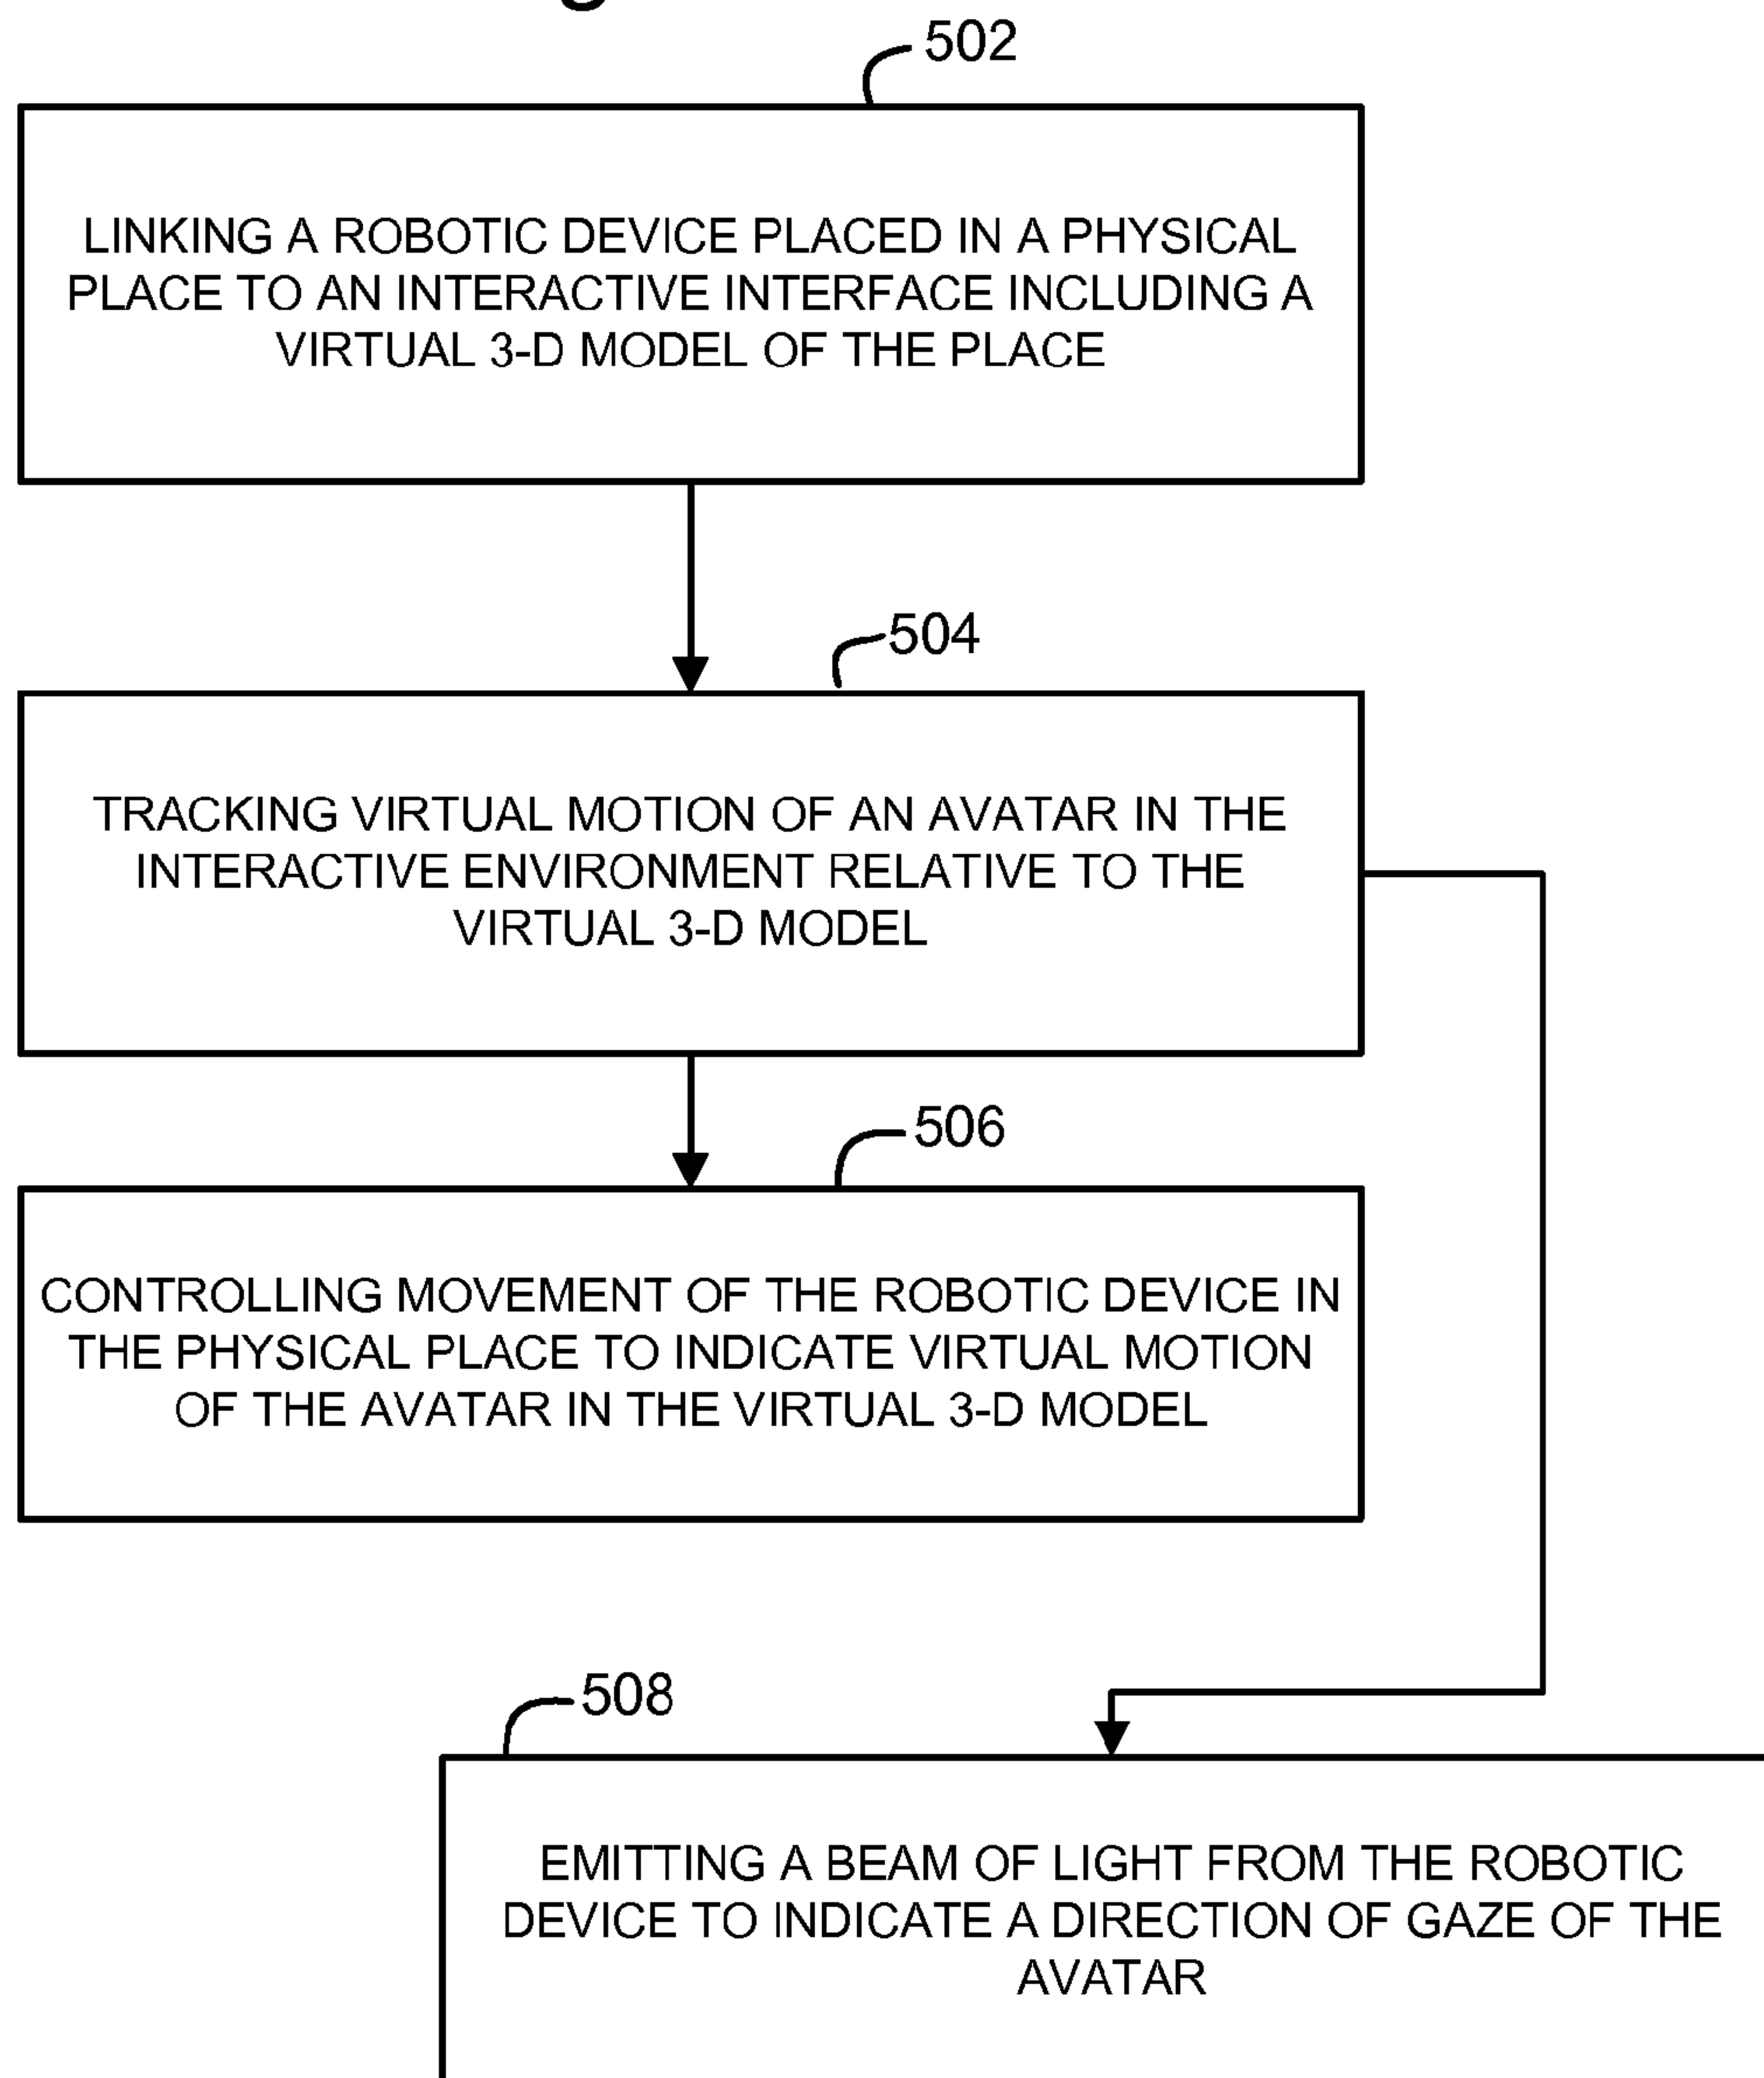 502
LINKING A ROBOTIC DEVICE PLACED IN A PHYSICAL
PLACE TO AN INTERACTIVE INTERFACE INCLUDING A
VIRTUAL 3-D MODEL OF THE PLACE
504
TRACKING VIRTUAL MOTION OF AN AVATAR IN THE
INTERACTIVE ENVIRONMENT RELATIVE TO THE
VIRTUAL 3-D MODEL
506
CONTROLLING MOVEMENT OF THE ROBOTIC DEVICE IN
THE PHYSICAL PLACE TO INDICATE VIRTUAL MOTION
OF THE AVATAR IN THE VIRTUAL 3-D MODEL
508
EMITTING A BEAM OF LIGHT FROM THE ROBOTIC
DEVICE TO INDICATE A DIRECTION OF GAZE OF THE
AVATAR